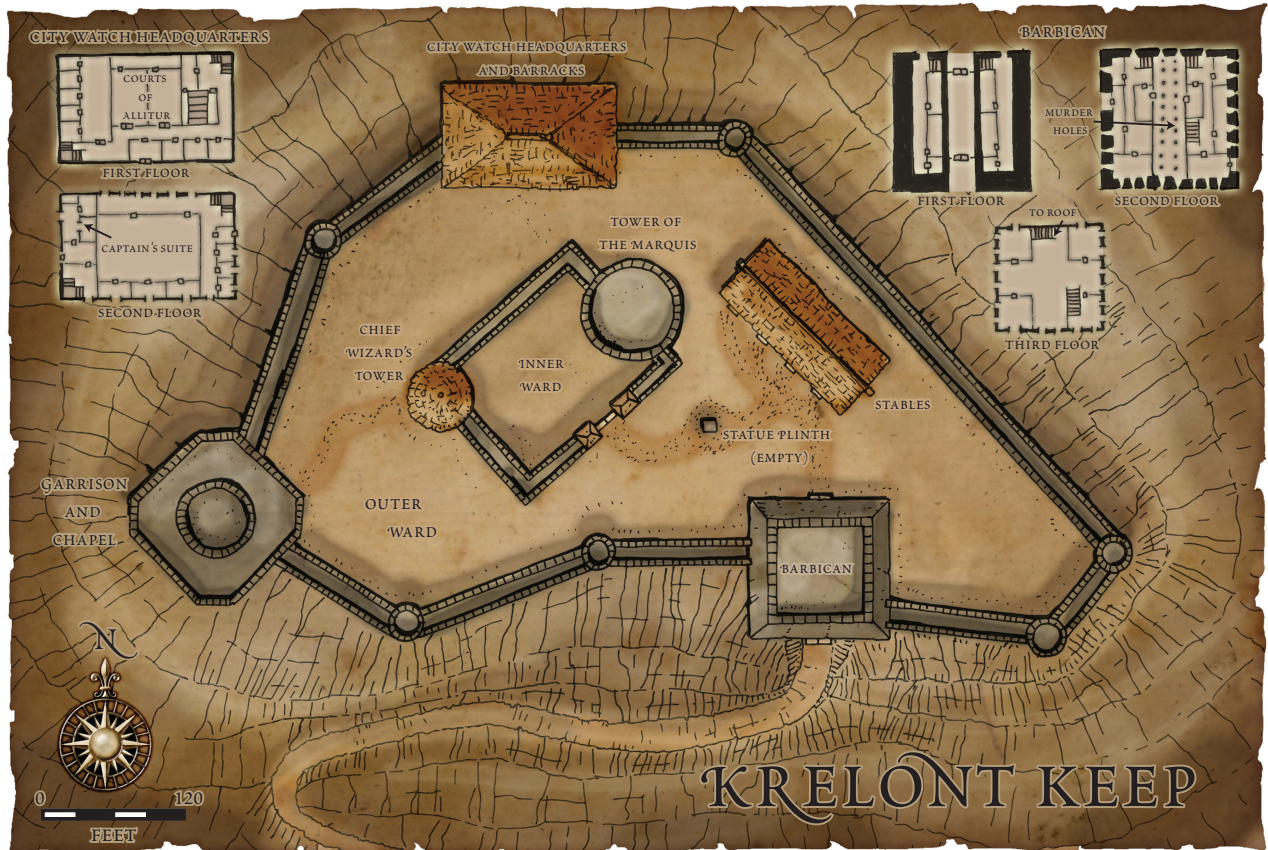 CITY WATCH HEADQUARTERS
COURTS
OF
ALLITUR
FIRST FLOOR
CAPTAIN'S SUITE
SECOND FLOOR
CITY WATCH HEADQUARTERS
AND BARRACKS
BARBICAN
FIRST FLOOR
MURDER
HOLES
SECOND FLOOR
TO ROOF
THIRD FLOOR
TOWER OF
THE MARQUIS
CHIEF
WIZARD'S
TOWER
INNER
WARD
STABLES
STATUE PLINTH
(EMPTY)
GARRISON
AND
CHAPEL
OUTER
WARD
BARBICAN
N
0 120
FEET
KRELONT KEEP